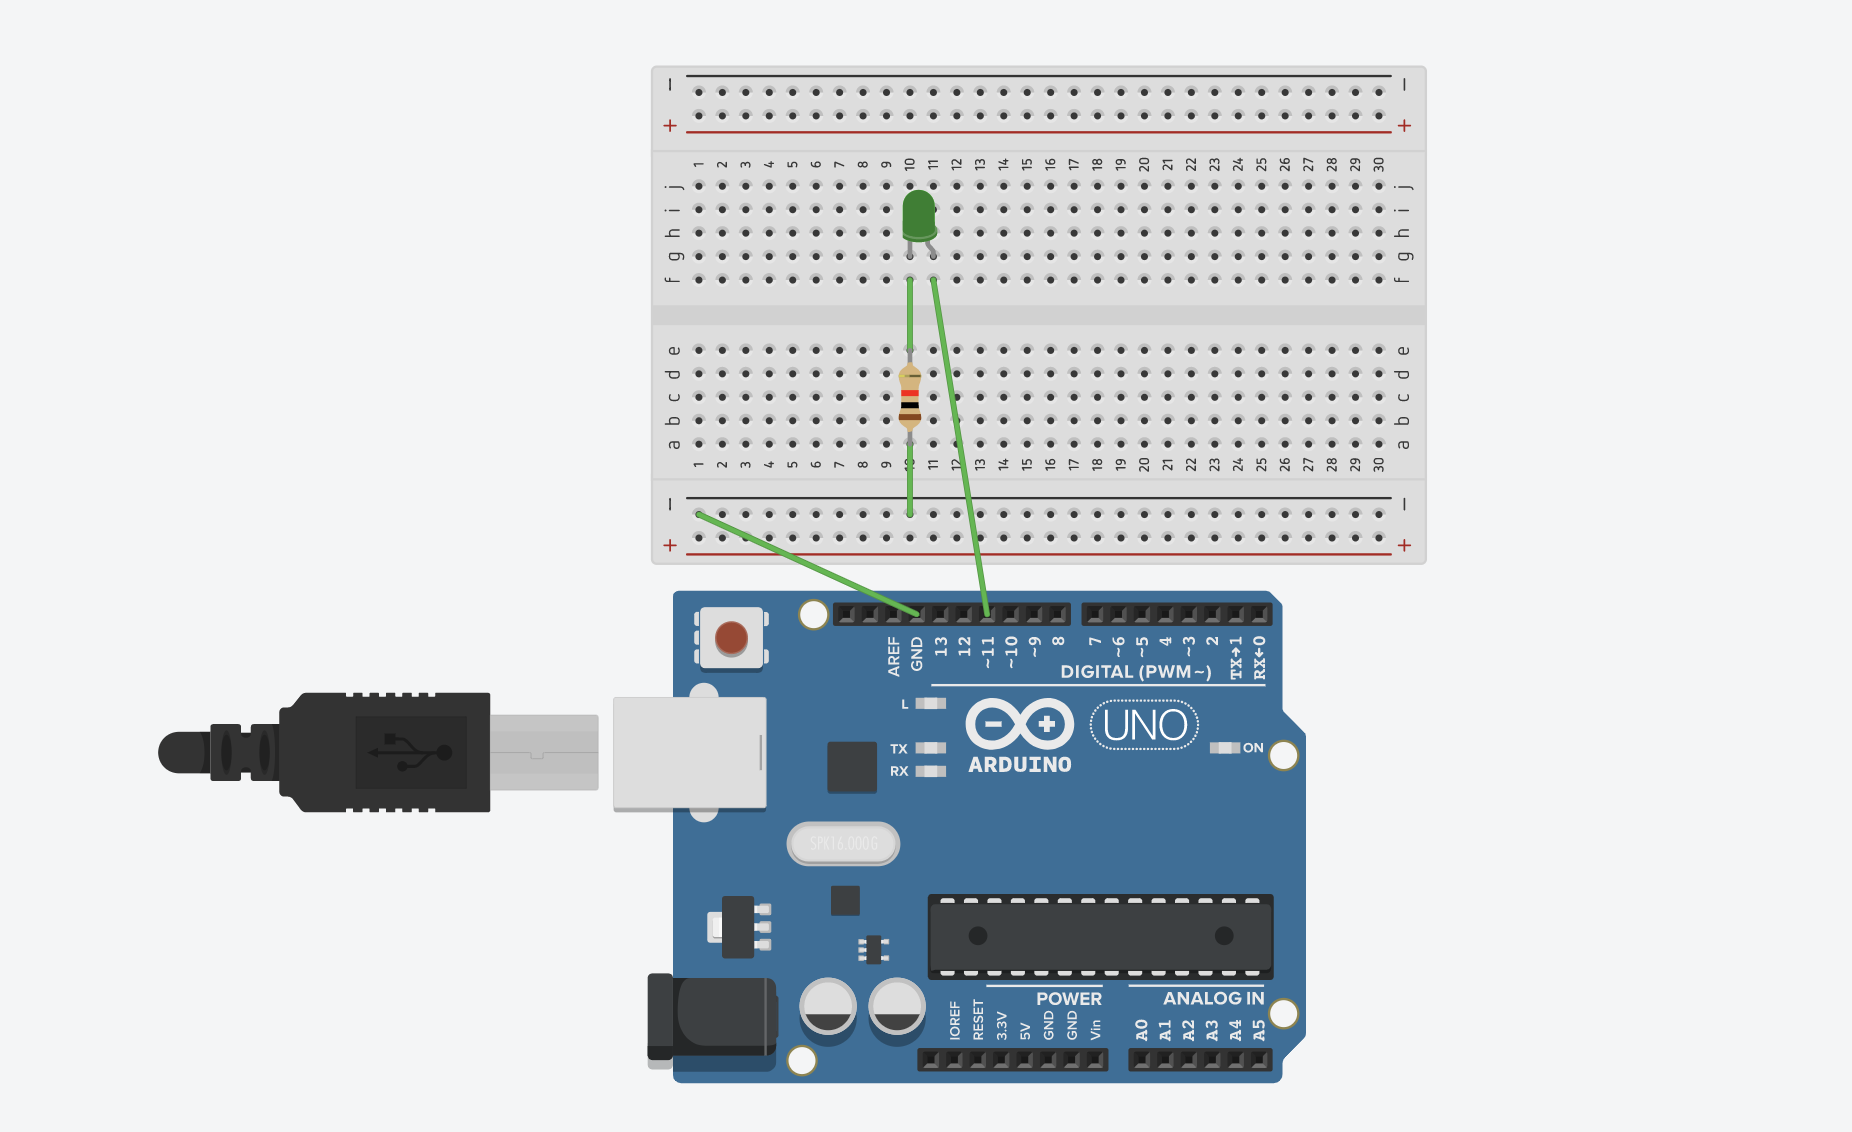 − −
+ +
1 2 3 4 5 6 7 8 9 10 11 12 13 14 15 16 17 18 19 20 21 22 23 24 25 26 27 28 29 30
j j
i i
h h
g g
f f
e e
d d
c c
b b
a a
1 2 3 4 5 6 7 8 9 10 11 12 13 14 15 16 17 18 19 20 21 22 23 24 25 26 27 28 29 30
− −
+ +
AREF GND 13 12 ~11 ~10 ~9 8 7 ~6 ~5 4 ~3 2 TX→1 RX←0
DIGITAL (PWM~)
L
UNO
TX ON
RX ARDUINO
SPK16.000G
POWER ANALOG IN
IOREF RESET 3.3V 5V GND GND Vin A0 A1 A2 A3 A4 A5